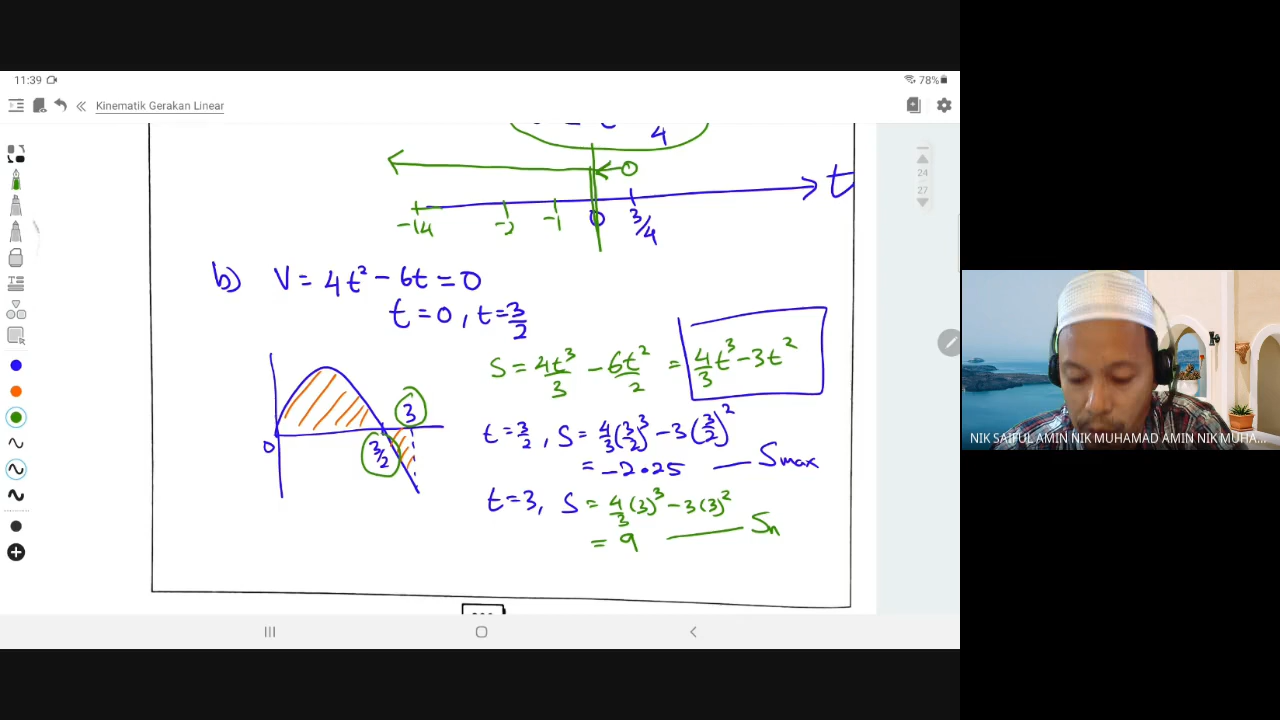 11:39
78%
Kinematik Gerakan Linear
4
24
27
t
-14 -2 -1 0 3/4
b) V = 4t² - 6t = 0
t = 0, t = 3/2
S = 4t³/3 - 6t²/2 = 4/3 t³ - 3t²
3
0
3/2
t = 3/2, S = 4/3 (3/2)³ - 3(3/2)²
= -2.25 — Smax
t = 3, S = 4/3 (3)³ - 3(3)²
= 9 — Sn
NIK SAIFUL AMIN NIK MUHAMAD AMIN NIK MUHA...